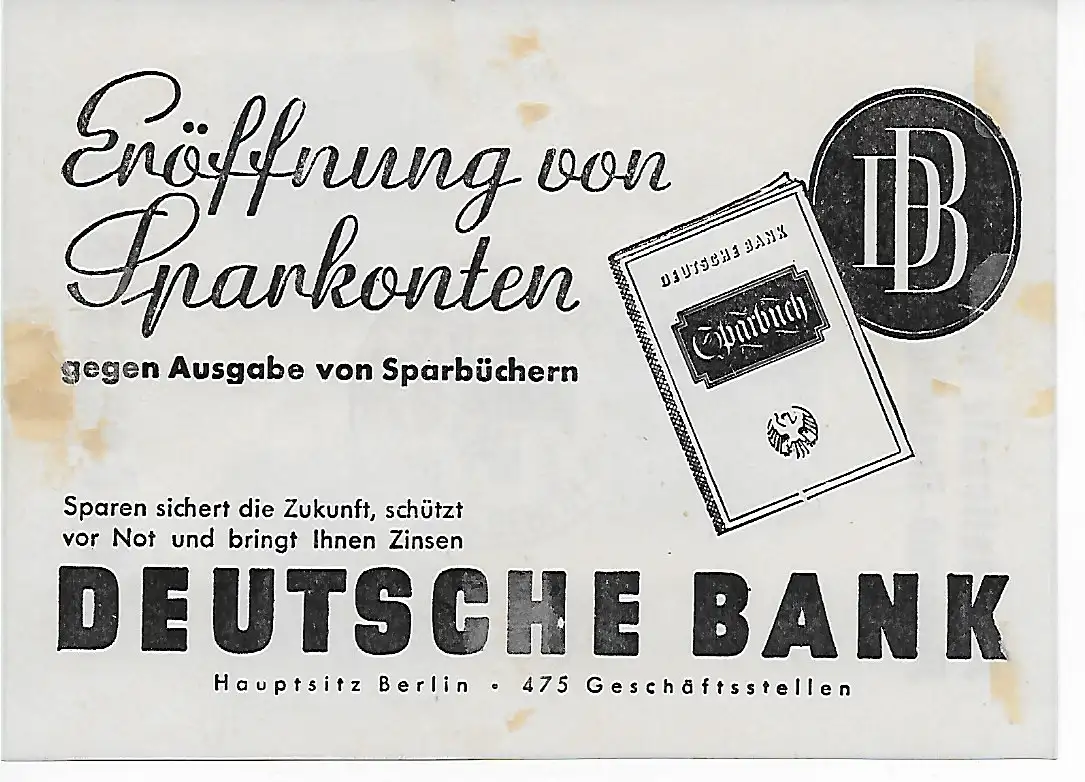 Eröffnung von
Sparkonten
gegen Ausgabe von Sparbüchern
DB
DEUTSCHE BANK
Sparbuch
Sparen sichert die Zukunft, schützt
vor Not und bringt Ihnen Zinsen
DEUTSCHE BANK
Hauptsitz Berlin • 475 Geschäftsstellen